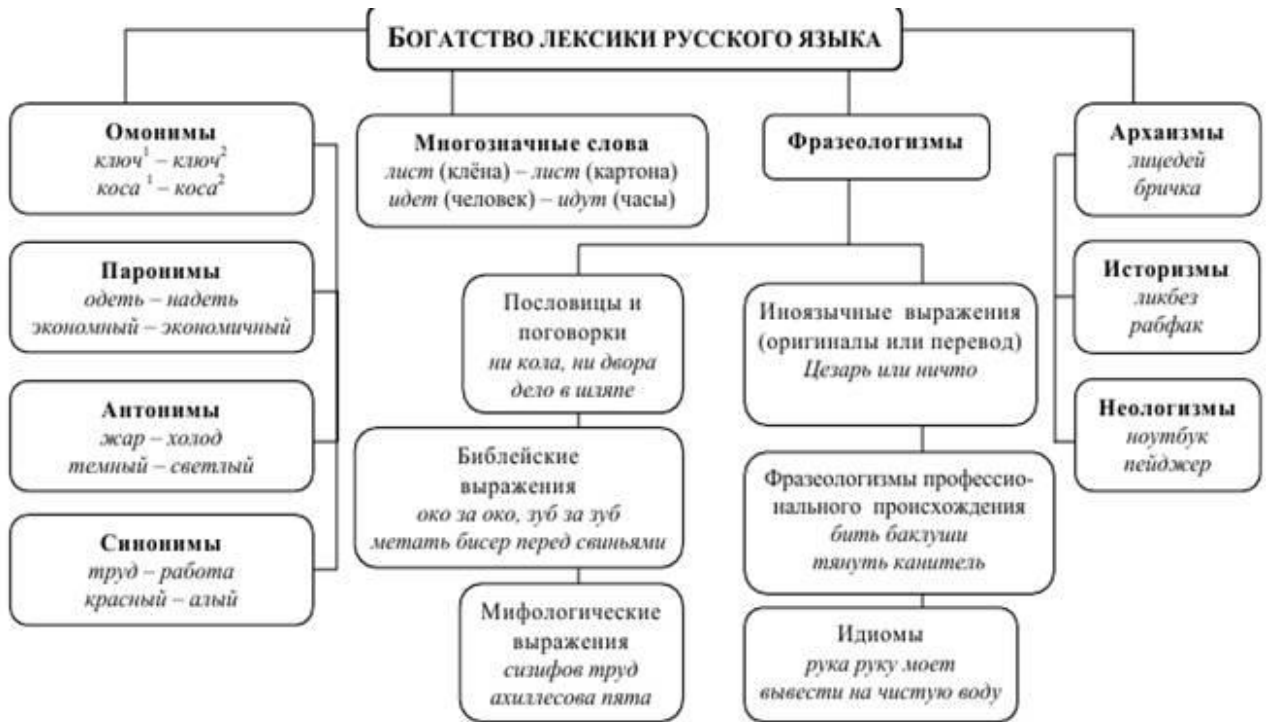 БОГАТСТВО ЛЕКСИКИ РУССКОГО ЯЗЫКА
Омонимы
ключ¹ – ключ²
коса ¹ – коса²
Паронимы
одеть – надеть
экономный – экономичный
Антонимы
жар – холод
темный – светлый
Синонимы
труд – работа
красный – алый
Многозначные слова
лист (клёна) – лист (картона)
идет (человек) – идут (часы)
Фразеологизмы
Пословицы и
поговорки
ни кола, ни двора
дело в шляпе
Библейские
выражения
око за око, зуб за зуб
метать бисер перед свиньями
Мифологические
выражения
сизифов труд
ахиллесова пята
Иноязычные выражения
(оригиналы или перевод)
Цезарь или ничто
Фразеологизмы профессио-
нального происхождения
бить баклуши
тянуть канитель
Идиомы
рука руку моет
вывести на чистую воду
Архаизмы
лицедей
бричка
Историзмы
ликбез
рабфак
Неологизмы
ноутбук
пейджер